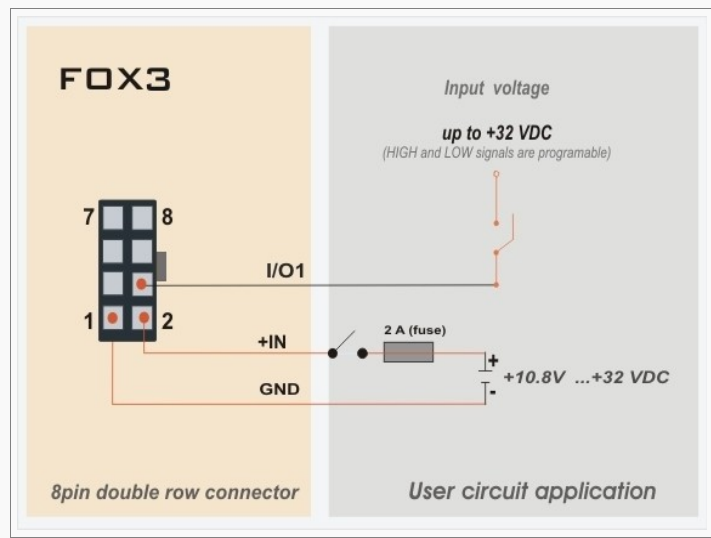 FOX3
Input voltage
up to +32 VDC
(HIGH and LOW signals are programable)
7
8
I/O1
1
2
+IN
2 A (fuse)
+
+10.8V ...+32 VDC
-
GND
8pin double row connector
User circuit application